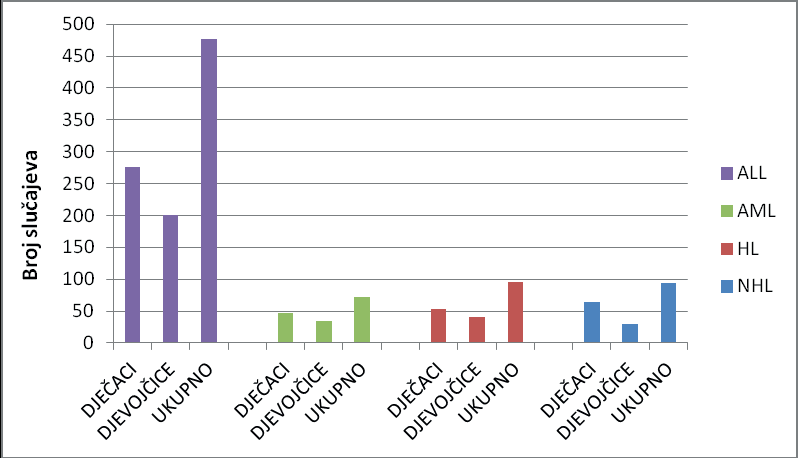 Broj slučajeva
500
450
400
350
300
250
200
150
100
50
0
DJEČACI
DJEVOJČICE
UKUPNO
DJEČACI
DJEVOJČICE
UKUPNO
DJEČACI
DJEVOJČICE
UKUPNO
DJEČACI
DJEVOJČICE
UKUPNO
ALL
AML
HL
NHL